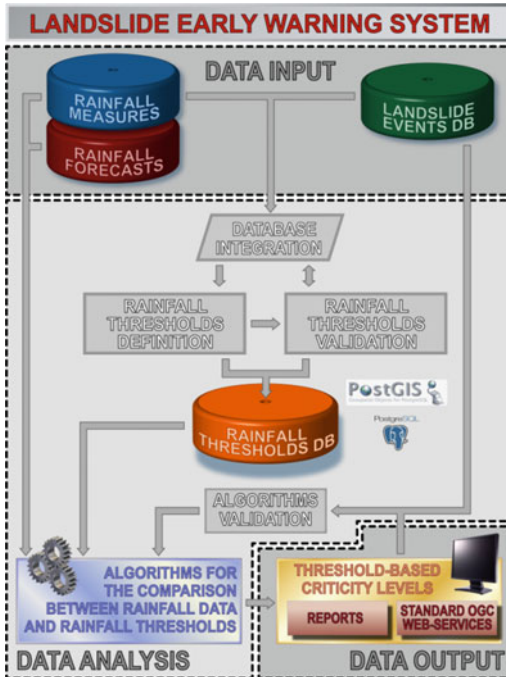 LANDSLIDE EARLY WARNING SYSTEM
DATA INPUT
RAINFALL
MEASURES
RAINFALL
FORECASTS
LANDSLIDE
EVENTS DB
DATABASE
INTEGRATION
RAINFALL
THRESHOLDS
DEFINITION
RAINFALL
THRESHOLDS
VALIDATION
PostGIS
PostgreSQL
RAINFALL
THRESHOLDS DB
ALGORITHMS
VALIDATION
ALGORITHMS FOR
THE COMPARISON
BETWEEN RAINFALL DATA
AND RAINFALL THRESHOLDS
THRESHOLD-BASED
CRITICITY LEVELS
REPORTS
STANDARD OGC
WEB-SERVICES
DATA ANALYSIS
DATA OUTPUT